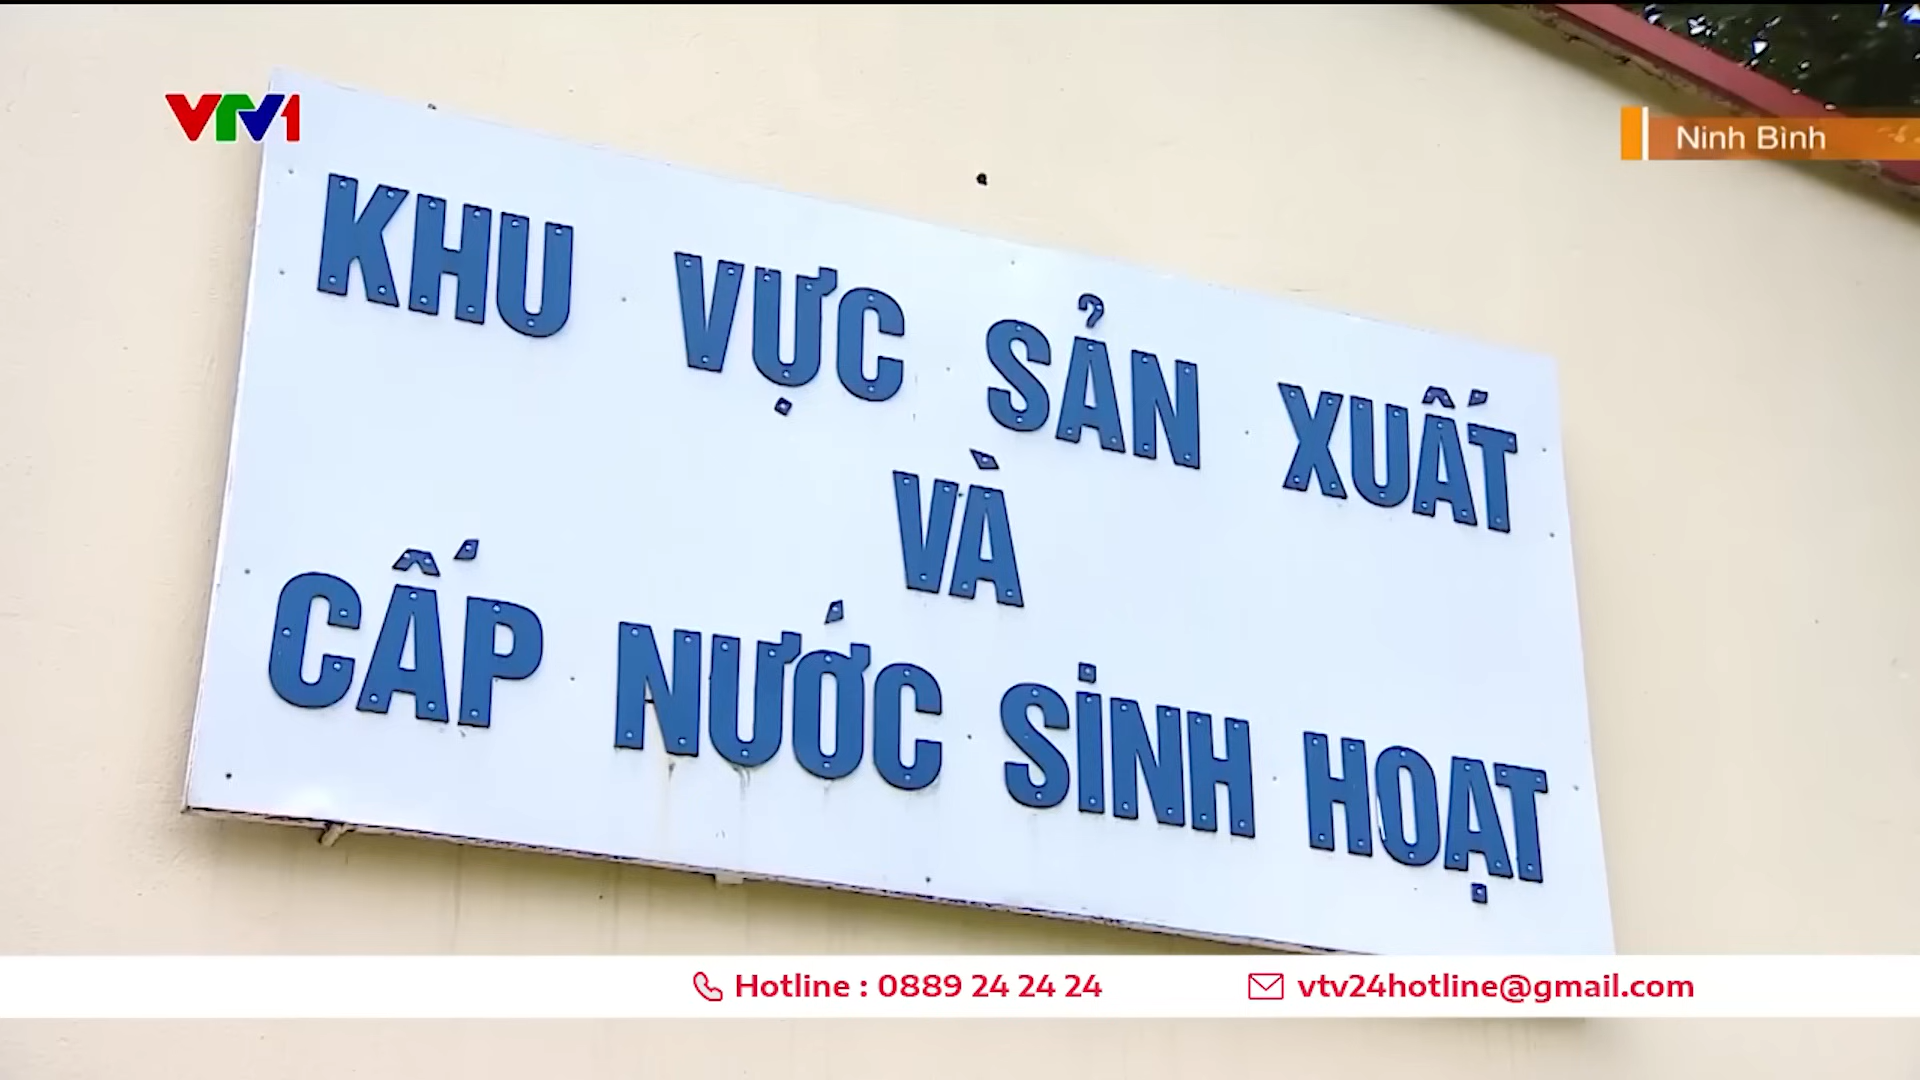 VTV1
Ninh Bình
KHU VỰC SẢN XUẤT
VÀ
CẤP NƯỚC SINH HOẠT
Hotline : 0889 24 24 24
vtv24hotline@gmail.com